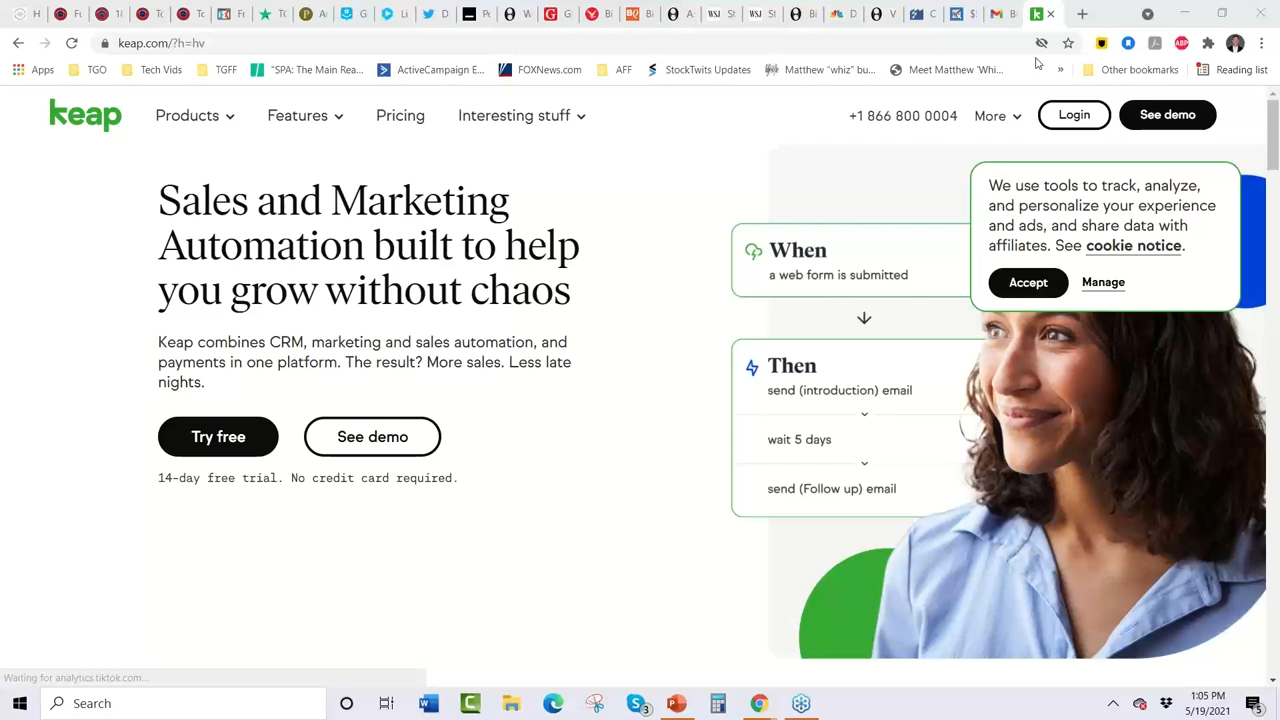 keap.com/?h=hv
Apps TGO Tech Vids TGFF "SPA: The Main Rea... ActiveCampaign E... FOXNews.com AFF StockTwits Updates Matthew "whiz" bu... Meet Matthew 'Whi... » Other bookmarks Reading list
keap Products Features Pricing Interesting stuff +1 866 800 0004 More Login See demo
Sales and Marketing
Automation built to help
you grow without chaos
Keap combines CRM, marketing and sales automation, and
payments in one platform. The result? More sales. Less late
nights.
Try free See demo
14-day free trial. No credit card required.
When
a web form is submitted
Then
send (introduction) email
wait 5 days
send (Follow up) email
We use tools to track, analyze,
and personalize your experience
and ads, and share data with
affiliates. See cookie notice.
Accept Manage
Waiting for analytics.tiktok.com...
Search
1:05 PM
5/19/2021